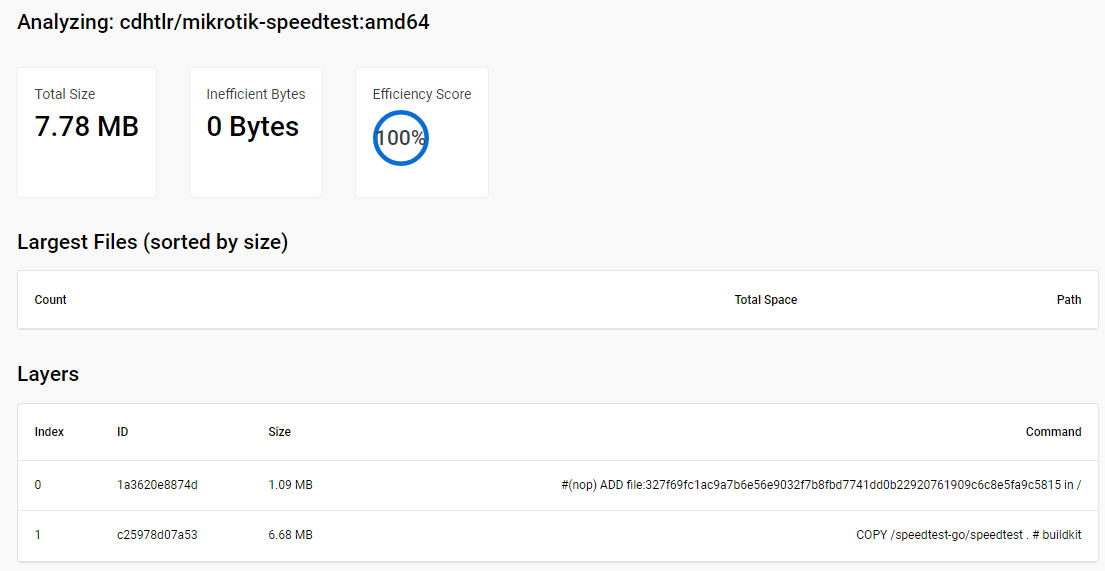 Analyzing: cdhtlr/mikrotik-speedtest:amd64
Total Size Inefficient Bytes Efficiency Score
7.78 MB 0 Bytes 100%
Largest Files (sorted by size)
Count Total Space Path
Layers
Index ID Size Command
0 1a3620e8874d 1.09 MB #(nop) ADD file:327f69fc1ac9a7b6e56e9032f7b8fbd7741dd0b22920761909c6c8e5fa9c5815 in /
1 c25978d07a53 6.68 MB COPY /speedtest-go/speedtest . # buildkit